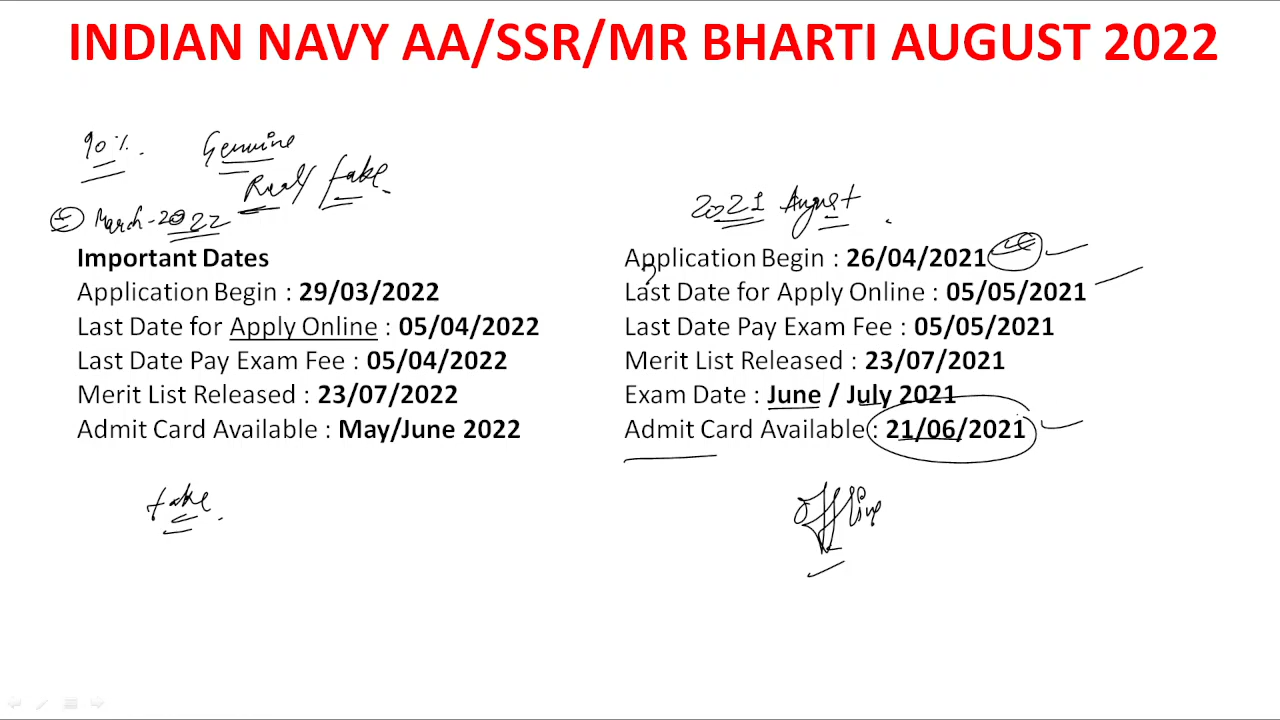 INDIAN NAVY AA/SSR/MR BHARTI AUGUST 2022
90%. Genuine
Real/ fake
March-2022
Important Dates
Application Begin : 29/03/2022
Last Date for Apply Online : 05/04/2022
Last Date Pay Exam Fee : 05/04/2022
Merit List Released : 23/07/2022
Admit Card Available : May/June 2022
fake
2021 August
Application Begin : 26/04/2021
Last Date for Apply Online : 05/05/2021
Last Date Pay Exam Fee : 05/05/2021
Merit List Released : 23/07/2021
Exam Date : June / July 2021
Admit Card Available : 21/06/2021
offline